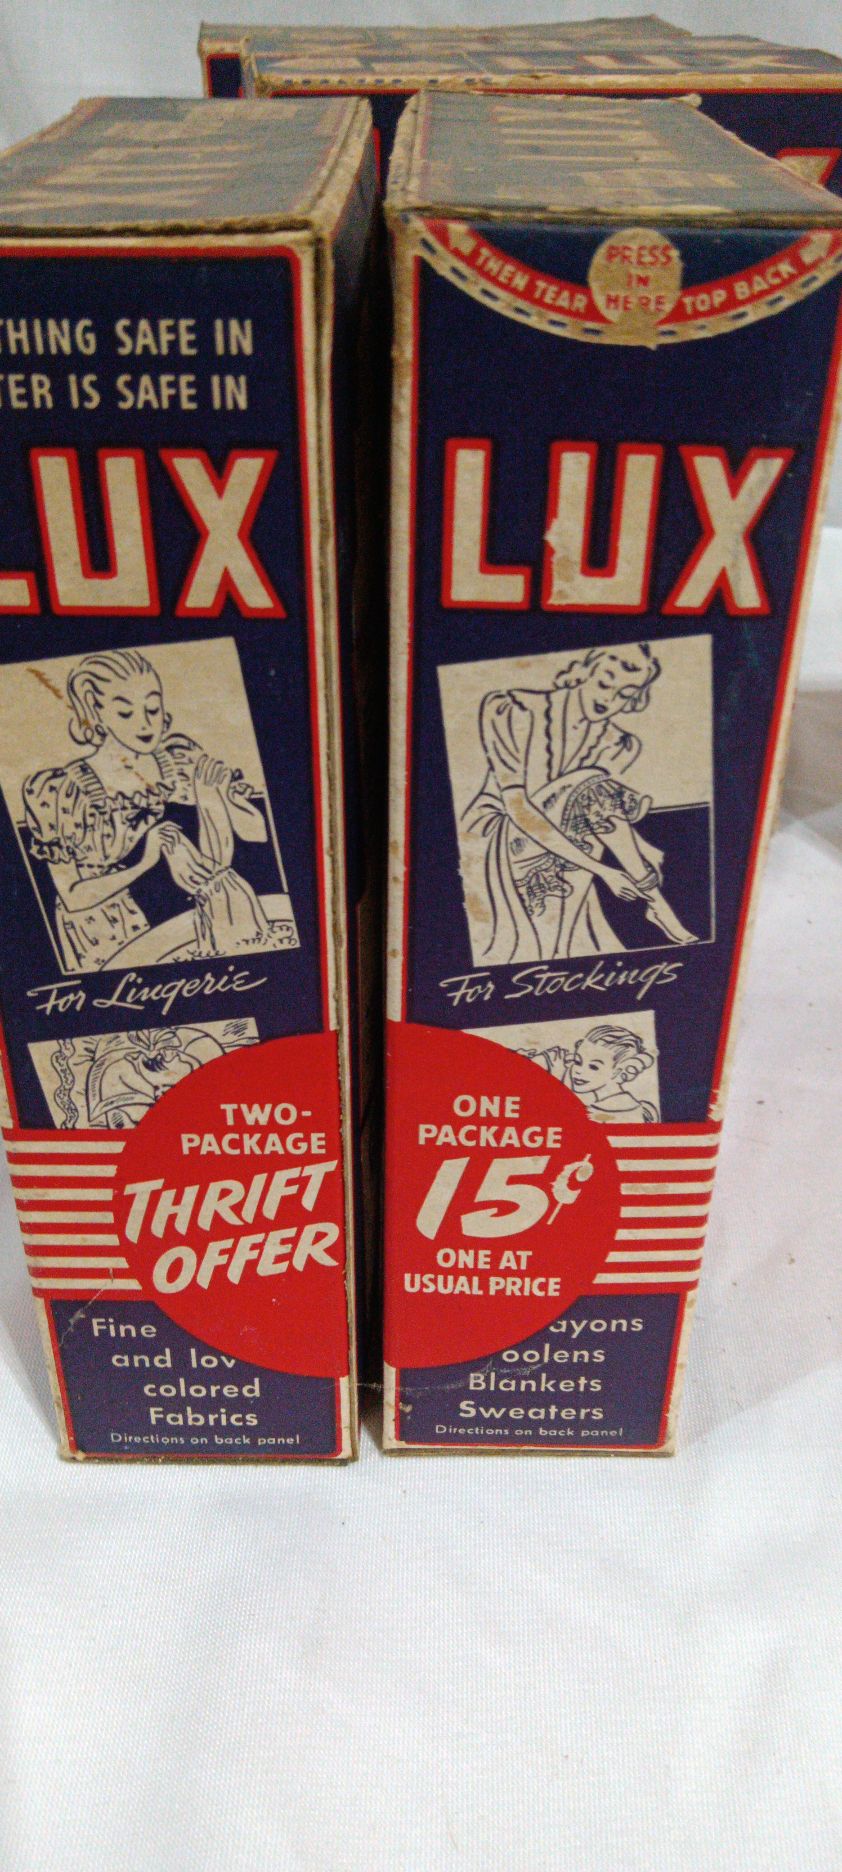 LUX
THING SAFE IN
TER IS SAFE IN
LUX
For Lingerie
TWO-
PACKAGE
THRIFT
OFFER
Fine
and lov
colored
Fabrics
Directions on back panel
PRESS
IN
HERE
THEN TEAR
TOP BACK
LUX
For Stockings
ONE
PACKAGE
15¢
ONE AT
USUAL PRICE
ayons
oolens
Blankets
Sweaters
Directions on back panel